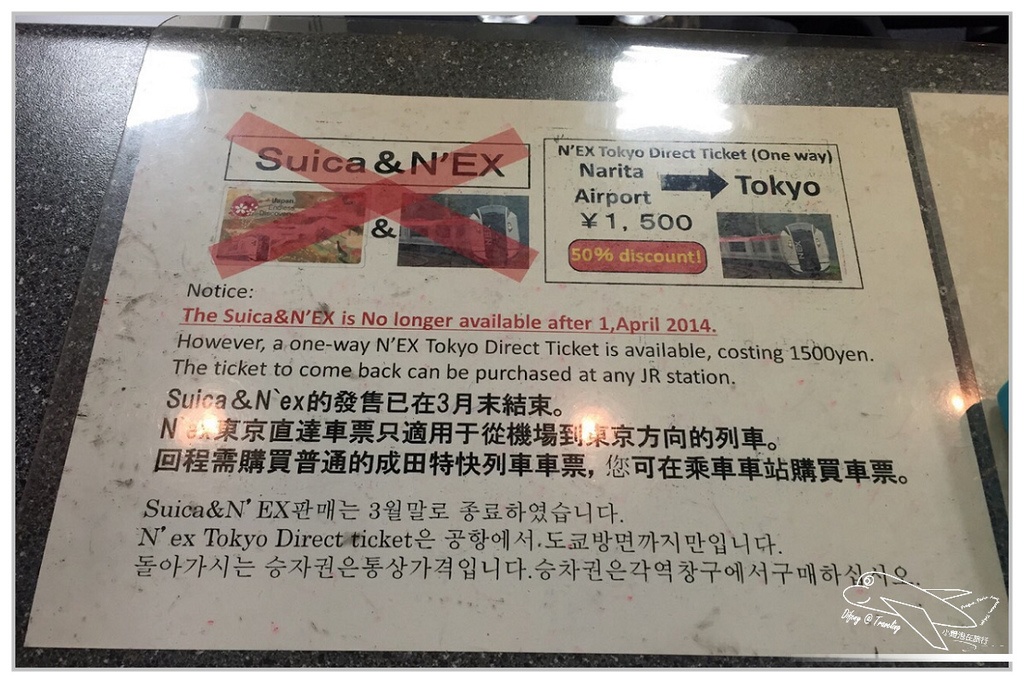 Suica & N'EX
Japan
&
N'EX Tokyo Direct Ticket (One way)
Narita
Airport
Tokyo
¥1,500
50% discount!
Notice:
The Suica&N'EX is No longer available after 1,April 2014.
However, a one-way N'EX Tokyo Direct Ticket is available, costing 1500yen.
The ticket to come back can be purchased at any JR station.
Suica&N`ex的發售已在3月末結束。
N`ex東京直達車票只適用于從機場到東京方向的列車。
回程需購買普通的成田特快列車車票，您可在乘車車站購買車票。
Suica&N' EX판매는 3월말로 종료하였습니다.
N' ex Tokyo Direct ticket은 공항에서.도쿄방면까지만입니다.
돌아가시는 승자권은통상가격입니다.승차권은각역창구에서구매하십시오.
@ Traveling
小姆泡在旅行